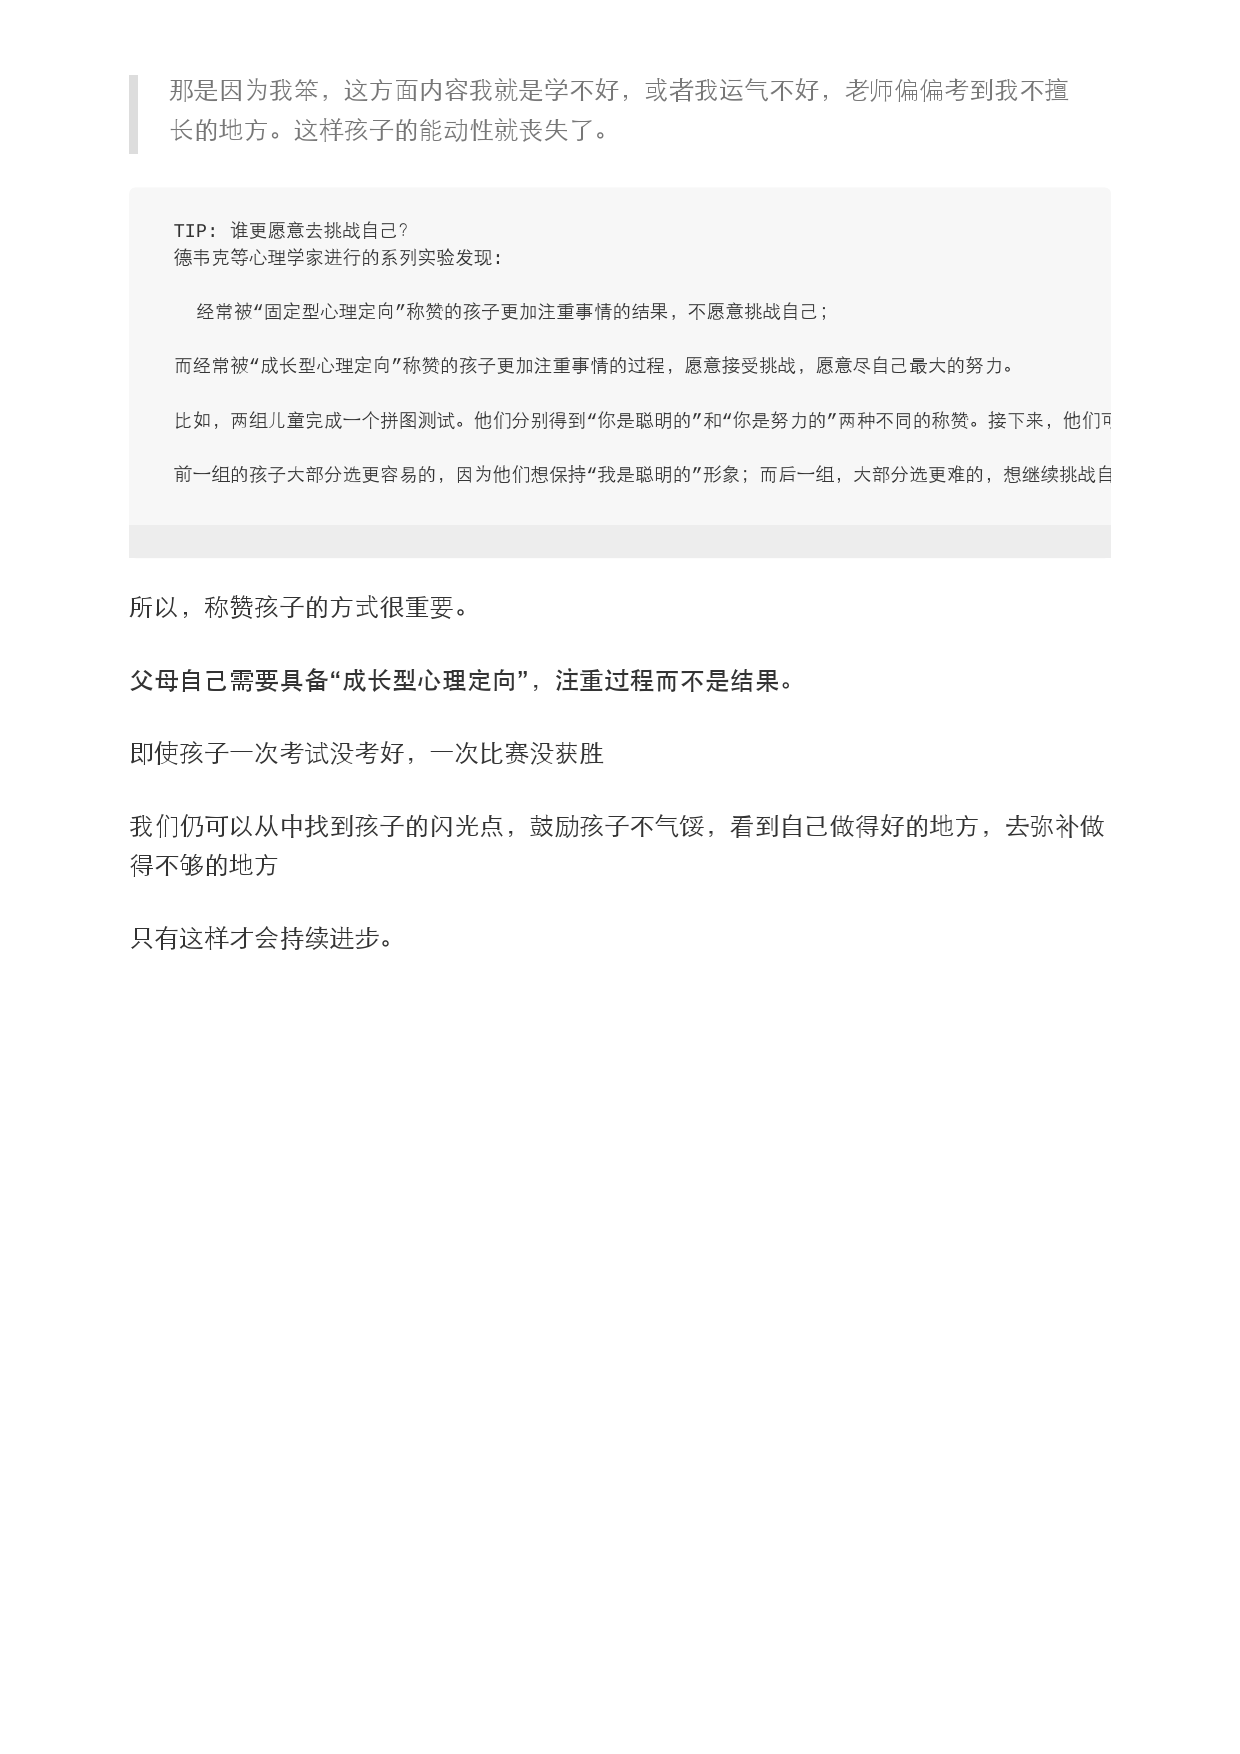 那是因为我笨，这方面内容我就是学不好，或者我运气不好，老师偏偏考到我不擅
长的地方。这样孩子的能动性就丧失了。
TIP: 谁更愿意去挑战自己？
德韦克等心理学家进行的系列实验发现：
经常被“固定型心理定向”称赞的孩子更加注重事情的结果，不愿意挑战自己；
而经常被“成长型心理定向”称赞的孩子更加注重事情的过程，愿意接受挑战，愿意尽自己最大的努力。
比如，两组儿童完成一个拼图测试。他们分别得到“你是聪明的”和“你是努力的”两种不同的称赞。接下来，他们可
前一组的孩子大部分选更容易的，因为他们想保持“我是聪明的”形象；而后一组，大部分选更难的，想继续挑战自
所以，称赞孩子的方式很重要。
父母自己需要具备“成长型心理定向”，注重过程而不是结果。
即使孩子一次考试没考好，一次比赛没获胜
我们仍可以从中找到孩子的闪光点，鼓励孩子不气馁，看到自己做得好的地方，去弥补做
得不够的地方
只有这样才会持续进步。